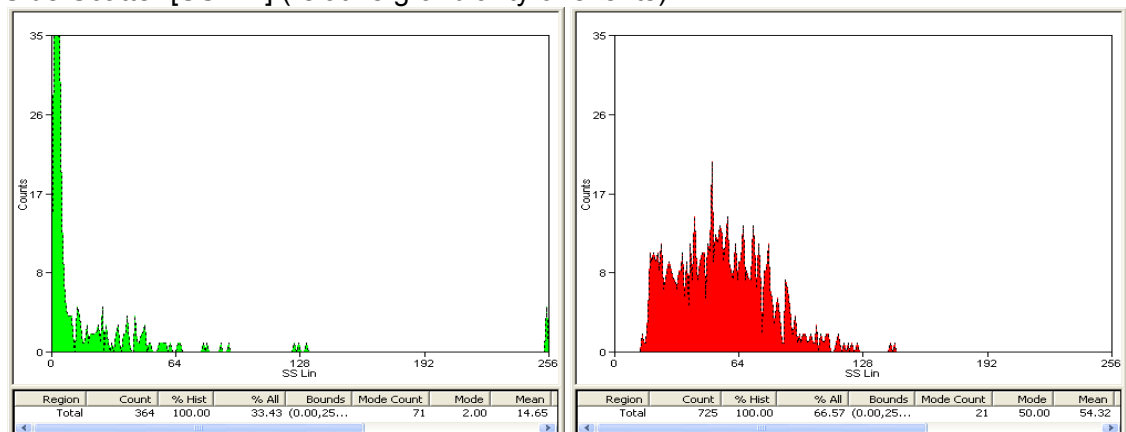 35
26
17
8
0
Counts
0 64 128 192 256
SS Lin
Region Count % Hist % All Bounds Mode Count Mode Mean
Total 364 100.00 33.43 (0.00,25... 71 2.00 14.65
35
26
17
8
0
Counts
0 64 128 192 256
SS Lin
Region Count % Hist % All Bounds Mode Count Mode Mean
Total 725 100.00 66.57 (0.00,25... 21 50.00 54.32